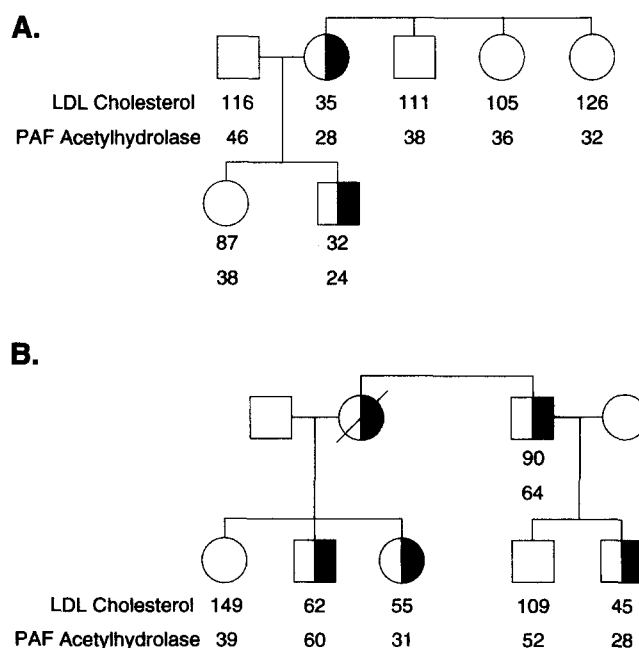 A.
LDL Cholesterol 116 35 111 105 126
PAF Acetylhydrolase 46 28 38 36 32
87 32
38 24
B.
90
64
LDL Cholesterol 149 62 55 109 45
PAF Acetylhydrolase 39 60 31 52 28